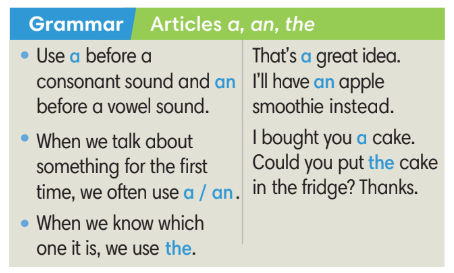 Grammar Articles a, an, the
• Use a before a
consonant sound and an
before a vowel sound.
• When we talk about
something for the first
time, we often use a / an.
• When we know which
one it is, we use the.
That's a great idea.
I'll have an apple
smoothie instead.
I bought you a cake.
Could you put the cake
in the fridge? Thanks.